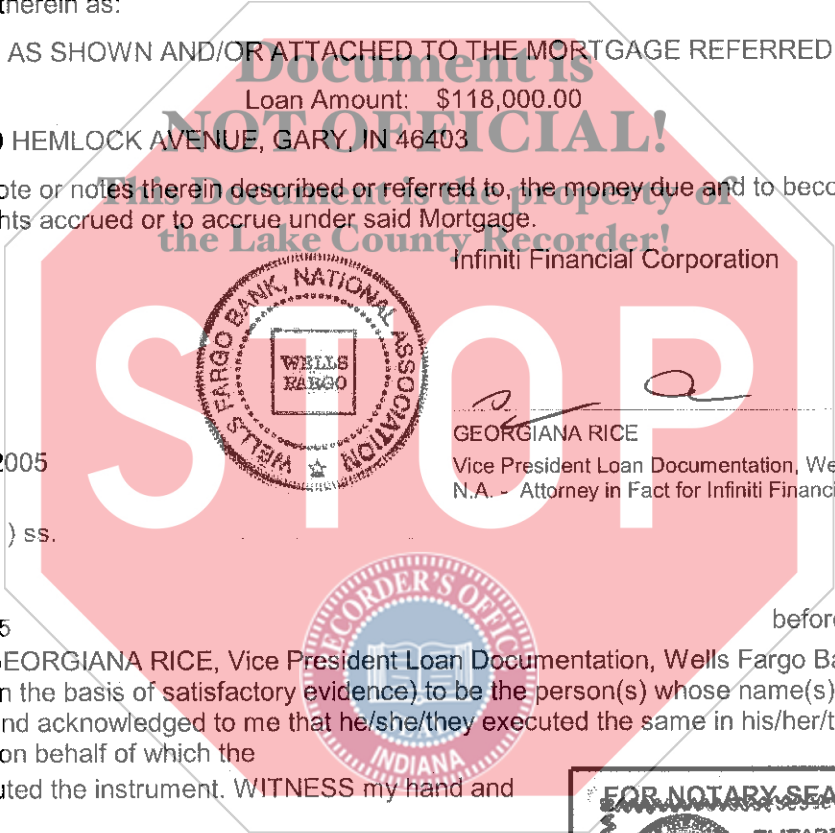 therein as:
AS SHOWN AND/OR ATTACHED TO THE MORTGAGE REFERRED
Document is
Loan Amount: $118,000.00
NOT OFFICIAL!
HEMLOCK AVENUE, GARY, IN 46403
This Document is the property of
ote or notes therein described or referred to, the money due and to beco
hts accrued or to accrue under said Mortgage.
the Lake County Recorder!
Infiniti Financial Corporation
WELLS FARGO BANK, NATIONAL ASSOCIATION
WELLS
FARGO
STOP
GEORGIANA RICE
2005
Vice President Loan Documentation, We
N.A. - Attorney in Fact for Infiniti Financi
) ss.
RECORDER'S OFFICE
SEAL
INDIANA
5
before
GEORGIANA RICE, Vice President Loan Documentation, Wells Fargo Ba
n the basis of satisfactory evidence) to be the person(s) whose name(s)
nd acknowledged to me that he/she/they executed the same in his/her/t
on behalf of which the
uted the instrument. WITNESS my hand and
FOR NOTARY SEA